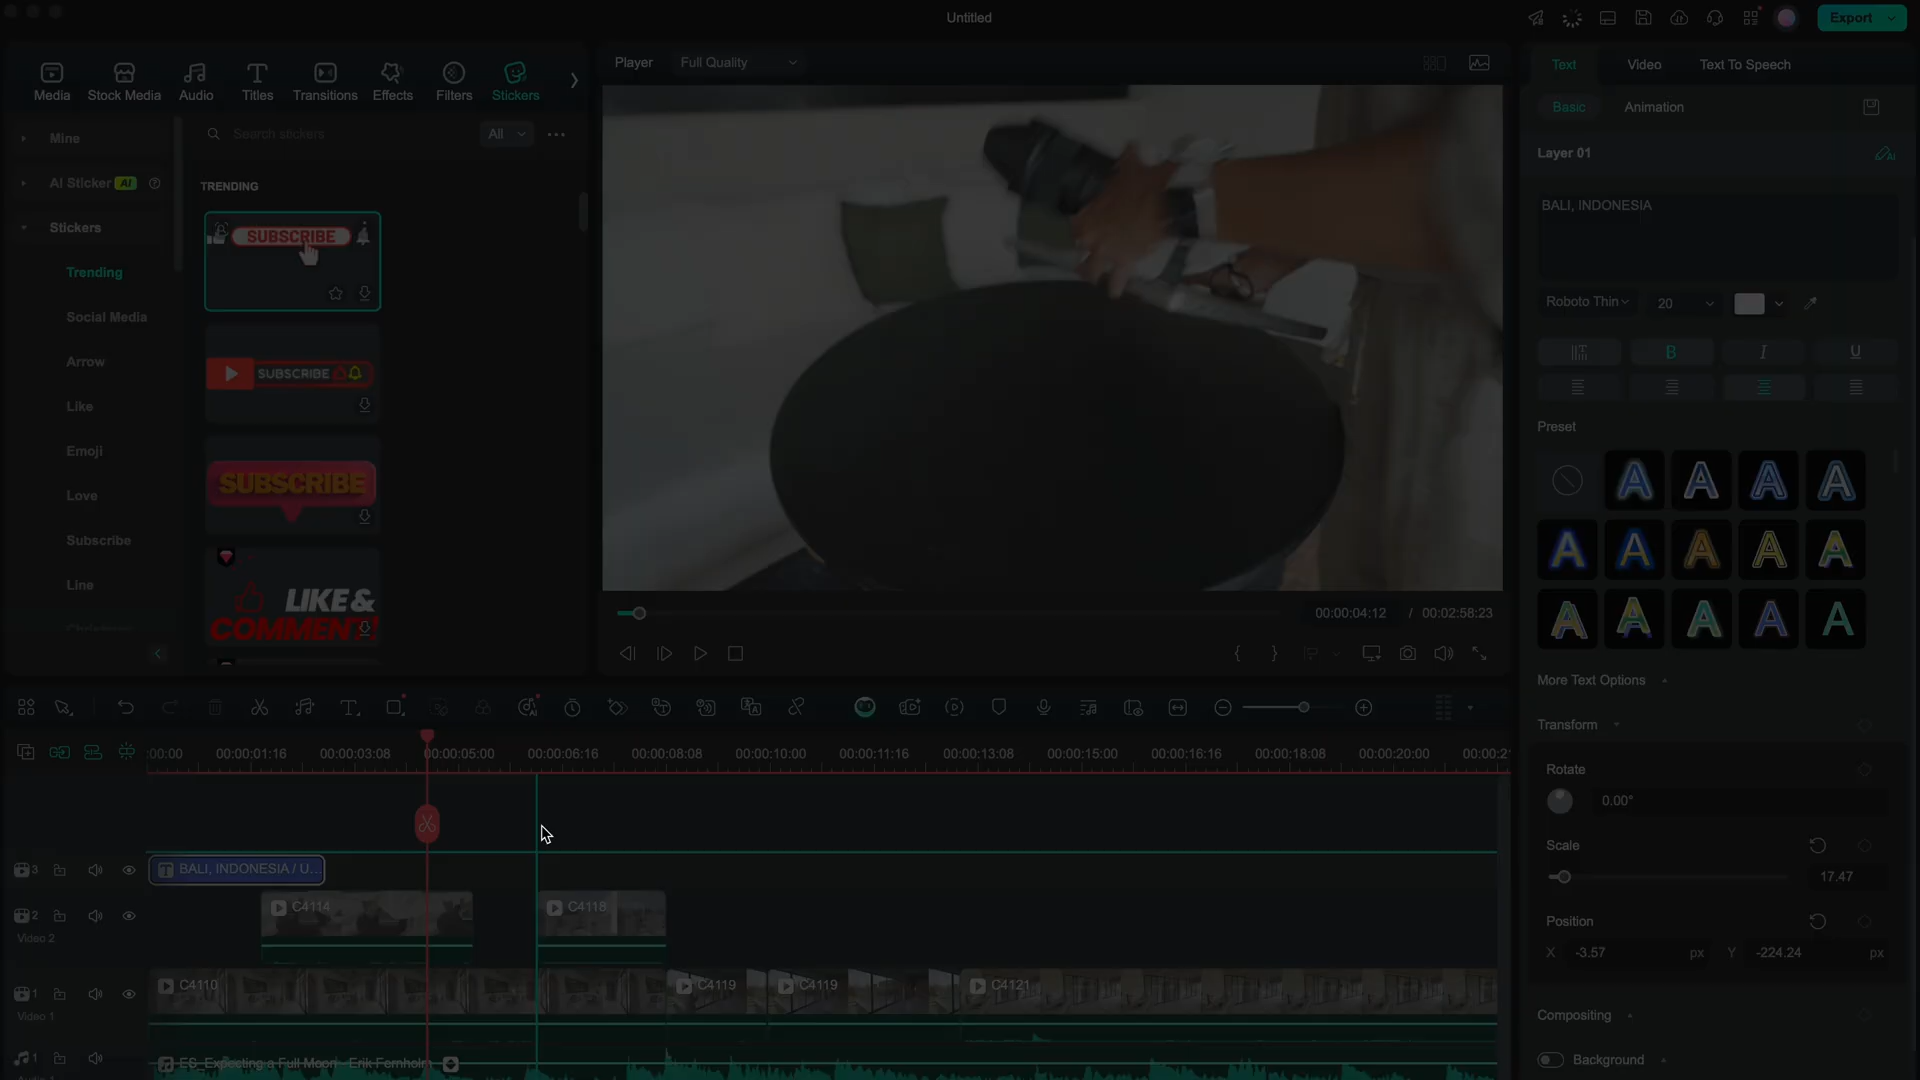 Untitled
Export
Media
Stock Media
Audio
Titles
Transitions
Effects
Filters
Stickers
Player
Full Quality
Text
Video
Text To Speech
Basic
Animation
Mine
AI Sticker AI
Stickers
Trending
Social Media
Arrow
Like
Emoji
Love
Subscribe
Line
Search stickers
All
TRENDING
SUBSCRIBE
SUBSCRIBE
SUBSCRIBE
LIKE &
COMMENT!
00:00:04:12 / 00:02:58:23
Layer 01
BALI, INDONESIA
Roboto Thin
20
Preset
More Text Options
Transform
Rotate
0.00°
Scale
17.47
Position
X -3.57 px Y -224.24 px
Compositing
Background
:00:00 00:00:01:16 00:00:03:08 00:00:05:00 00:00:06:16 00:00:08:08 00:00:10:00 00:00:11:16 00:00:13:08 00:00:15:00 00:00:16:16 00:00:18:08 00:00:20:00 00:00:2
3
BALI, INDONESIA / U...
2
C4114
C4118
Video 2
1
C4110
C4119
C4119
C4121
Video 1
1
ES_Expecting a Full Moon - Erik Fernholm